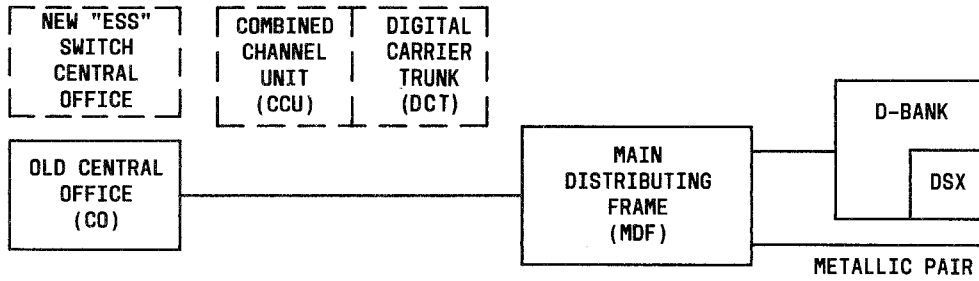 NEW "ESS"
SWITCH
CENTRAL
OFFICE
COMBINED
CHANNEL
UNIT
(CCU)
DIGITAL
CARRIER
TRUNK
(DCT)
OLD CENTRAL
OFFICE
(CO)
MAIN
DISTRIBUTING
FRAME
(MDF)
D-BANK
DSX
METALLIC PAIR